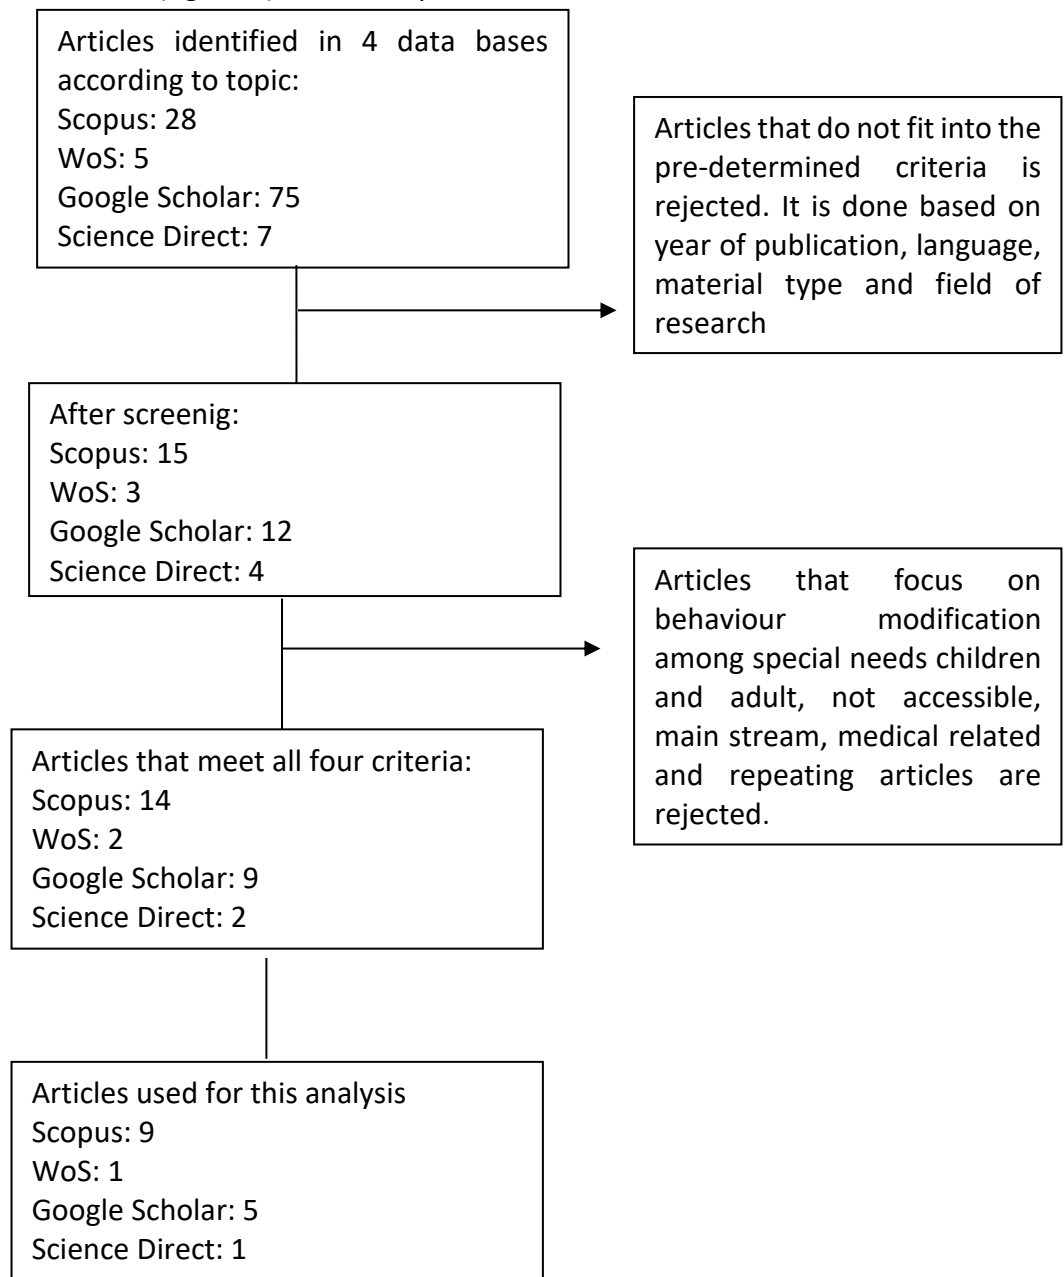 Articles identified in 4 data bases
according to topic:
Scopus: 28
WoS: 5
Google Scholar: 75
Science Direct: 7
Articles that do not fit into the
pre-determined criteria is
rejected. It is done based on
year of publication, language,
material type and field of
research
After screenig:
Scopus: 15
WoS: 3
Google Scholar: 12
Science Direct: 4
Articles that focus on
behaviour modification
among special needs children
and adult, not accessible,
main stream, medical related
and repeating articles are
rejected.
Articles that meet all four criteria:
Scopus: 14
WoS: 2
Google Scholar: 9
Science Direct: 2
Articles used for this analysis
Scopus: 9
WoS: 1
Google Scholar: 5
Science Direct: 1